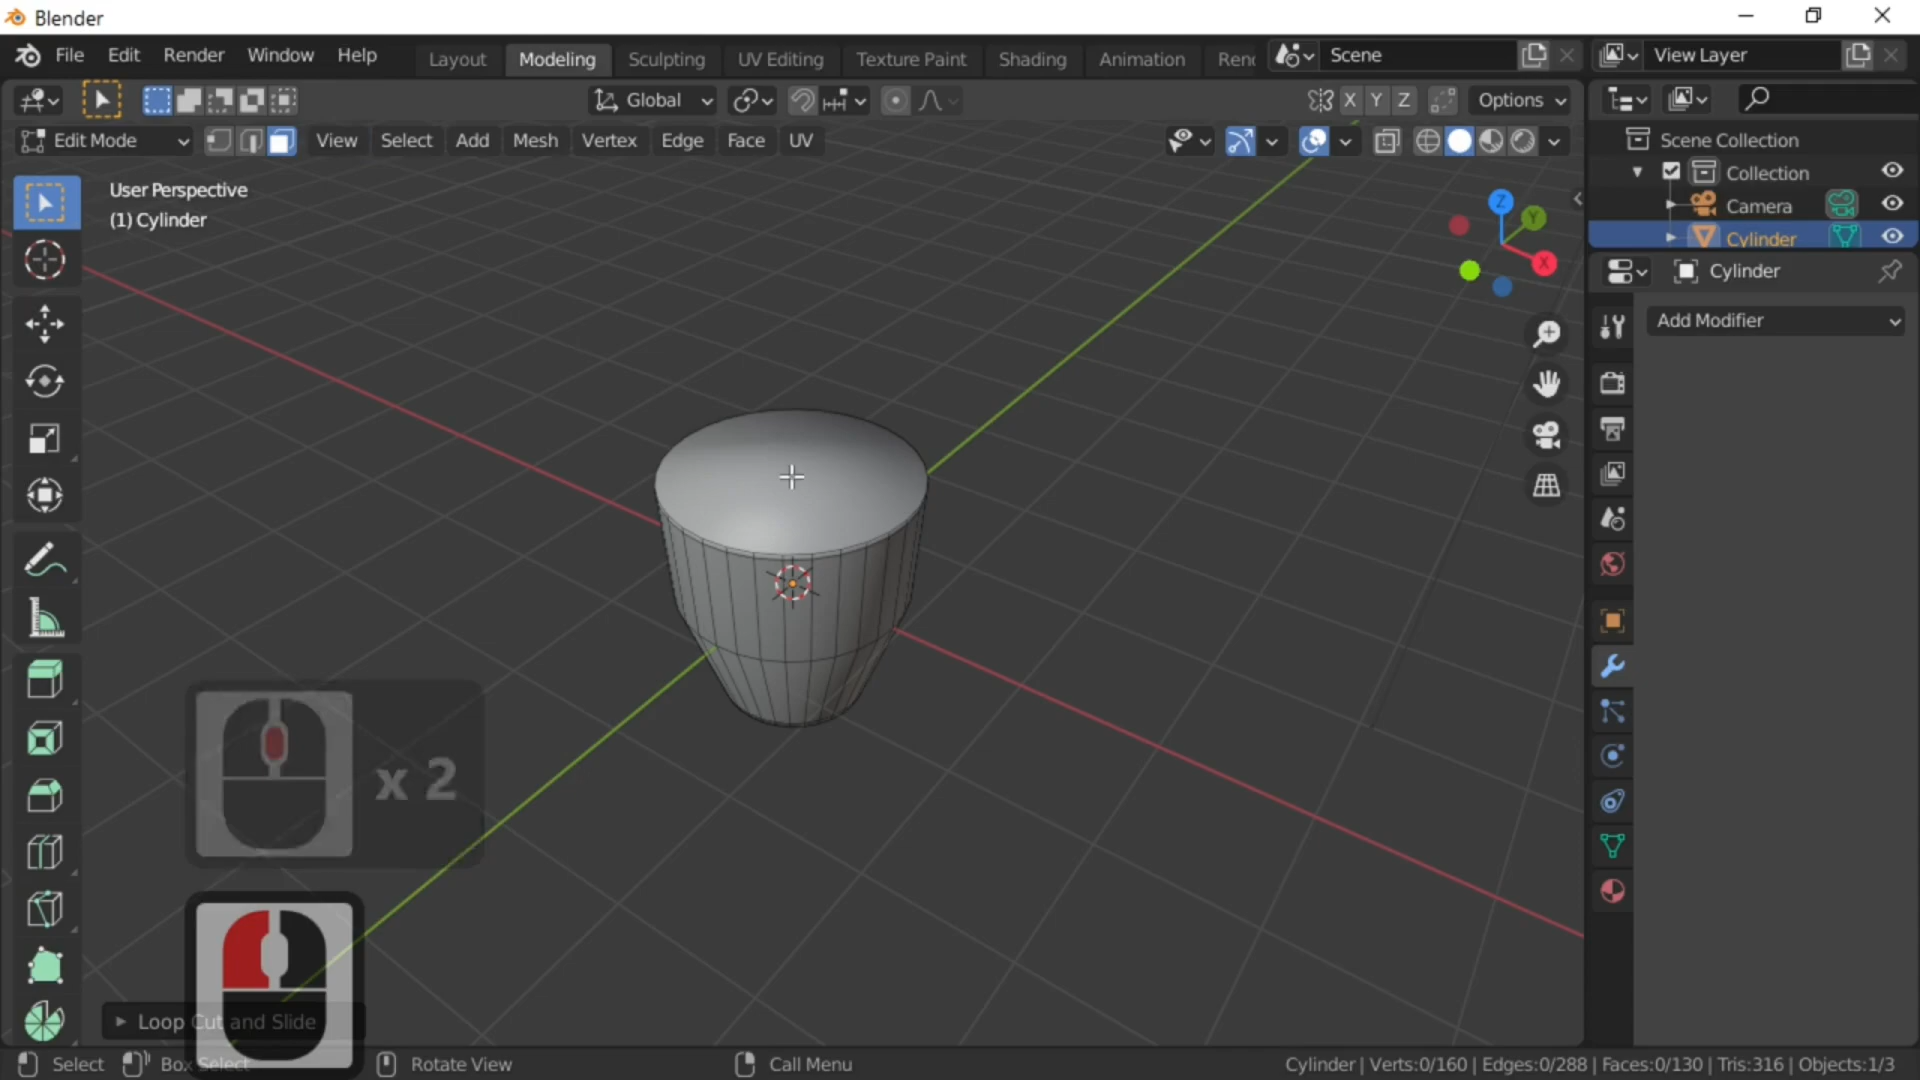 Blender
File Edit Render Window Help Layout Modeling Sculpting UV Editing Texture Paint Shading Animation Scene View Layer
Global X Y Z Options
Edit Mode View Select Add Mesh Vertex Edge Face UV
Scene Collection
Collection
Camera
Cylinder
User Perspective
(1) Cylinder
Z
Y
X
Cylinder
Add Modifier
x 2
Loop Cut and Slide
Select Box Select Rotate View Call Menu Cylinder | Verts:0/160 | Edges:0/288 | Faces:0/130 | Tris:316 | Objects:1/3